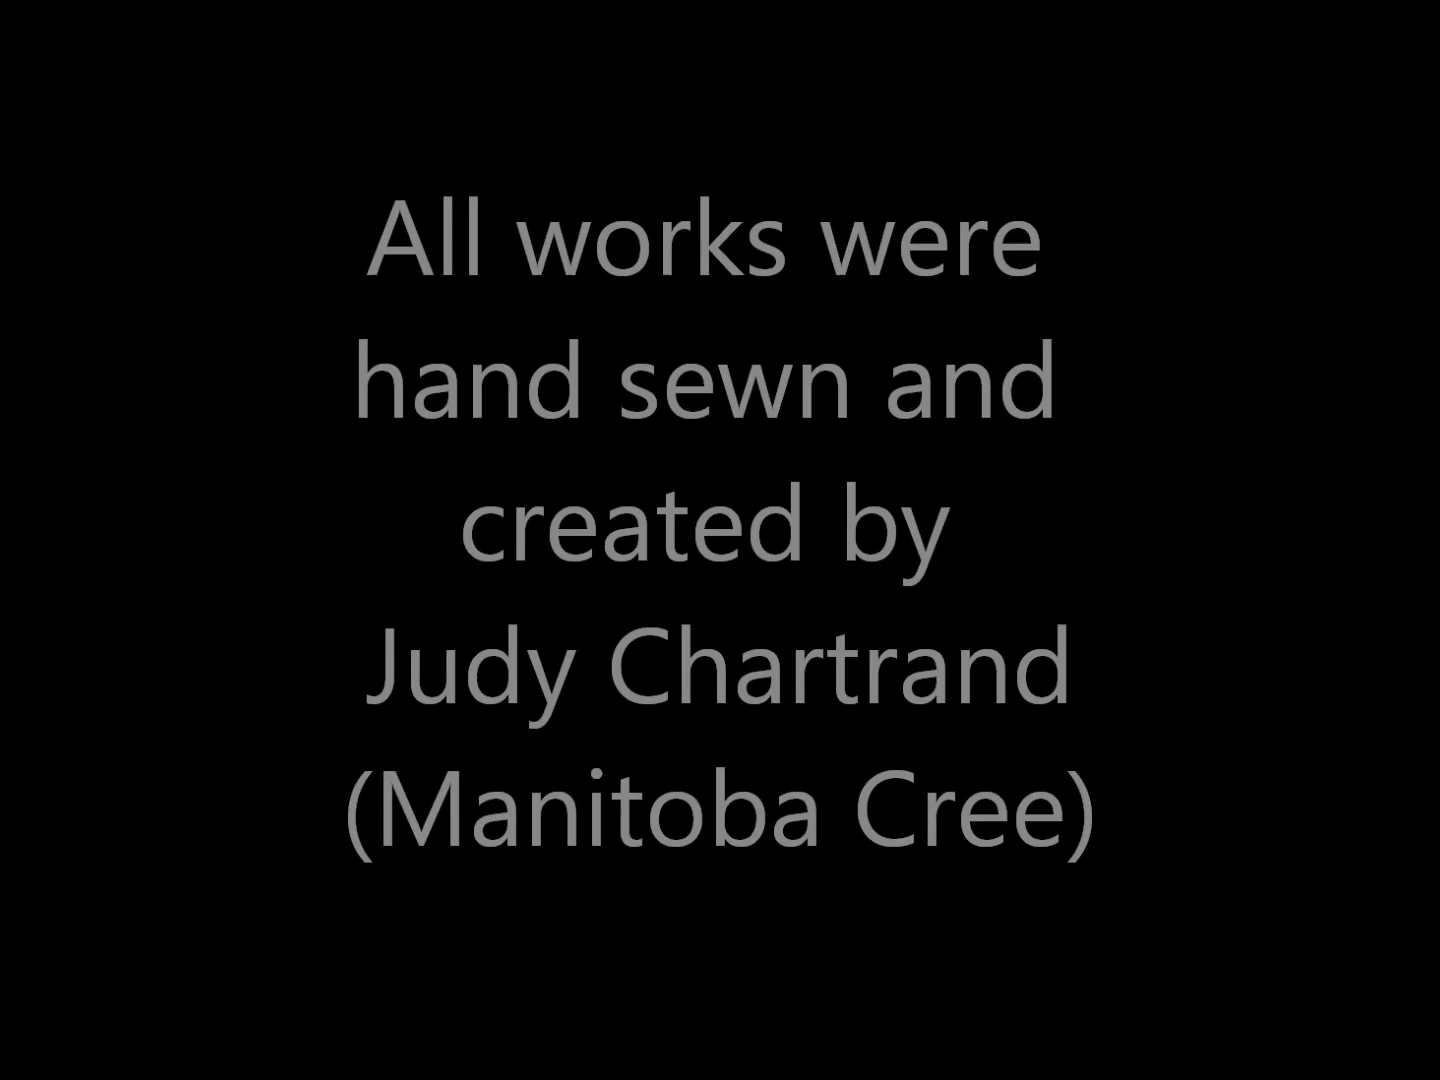 All works were
hand sewn and
created by
Judy Chartrand
(Manitoba Cree)